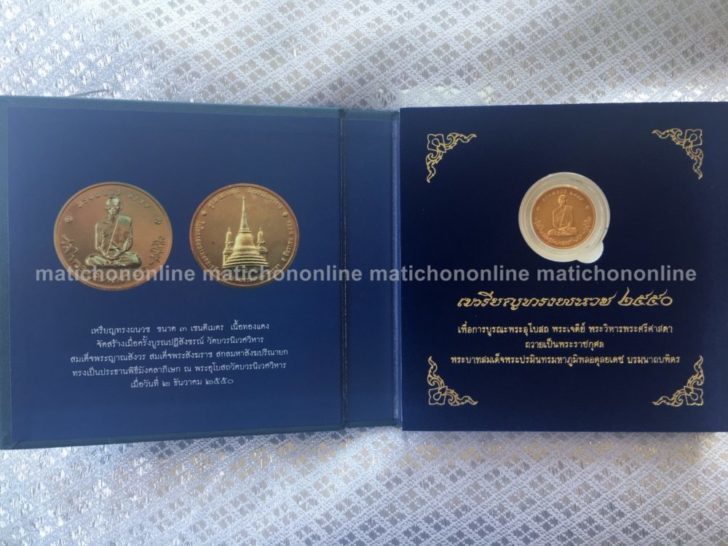 matichononline matichononline matichononline matichononline
เหรียญทรงผนวช ขนาด ๓ เซนติเมตร เนื้อทองแดง
จัดสร้างเมื่อครั้งบูรณปฏิสังขรณ์ วัดบวรนิเวศวิหาร
สมเด็จพระญาณสังวร สมเด็จพระสังฆราช สกลมหาสังฆปริณายก
ทรงเป็นประธานพิธีมังคลาภิเษก ณ พระอุโบสถวัดบวรนิเวศวิหาร
เมื่อวันที่ ๒ ธันวาคม ๒๕๕๐
เหรียญทรงผนวช ๒๕๕๐
เพื่อการบูรณะพระอุโบสถ พระเจดีย์ พระวิหารพระศรีศาสดา
ถวายเป็นพระราชกุศล
พระบาทสมเด็จพระปรมินทรมหาภูมิพลอดุลยเดช บรมนาถบพิตร